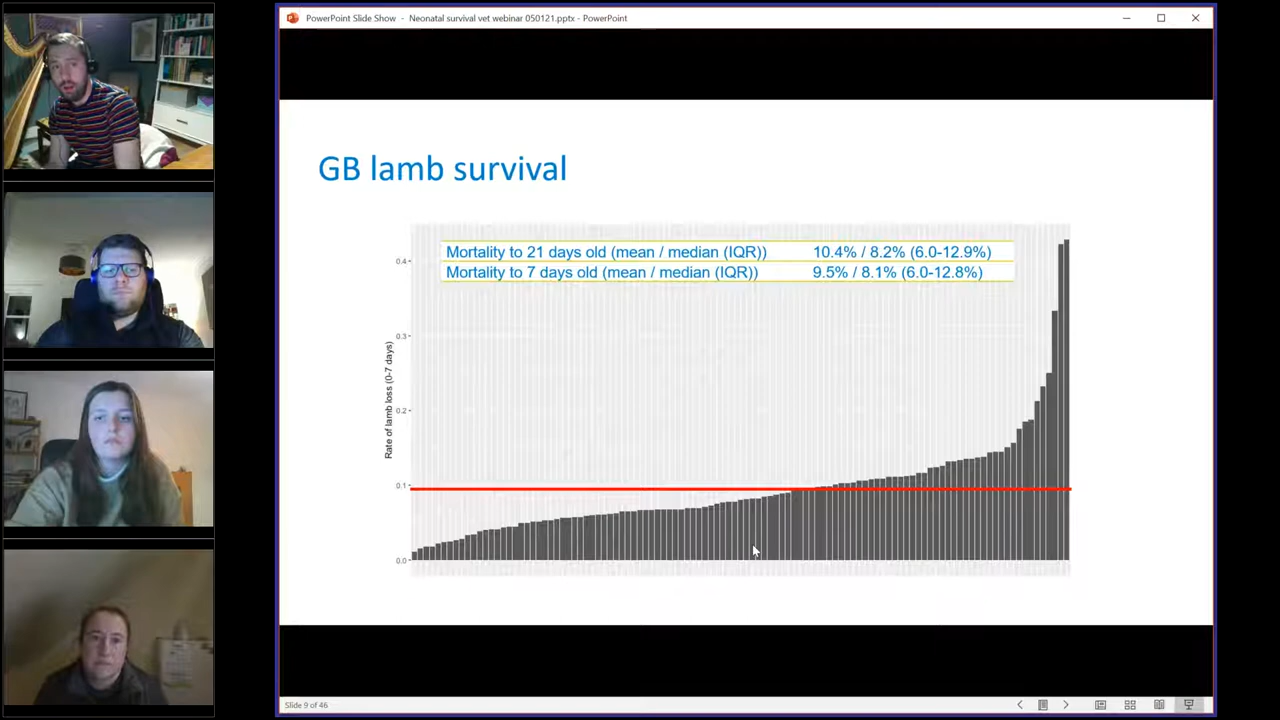 PowerPoint Slide Show - Neonatal survival vet webinar 050121.pptx - PowerPoint
GB lamb survival
Mortality to 21 days old (mean / median (IQR)) 10.4% / 8.2% (6.0-12.9%)
Mortality to 7 days old (mean / median (IQR)) 9.5% / 8.1% (6.0-12.8%)
Rate of lamb loss (0-7 days)
0.4
0.3
0.2
0.1
0.0
Slide 9 of 46